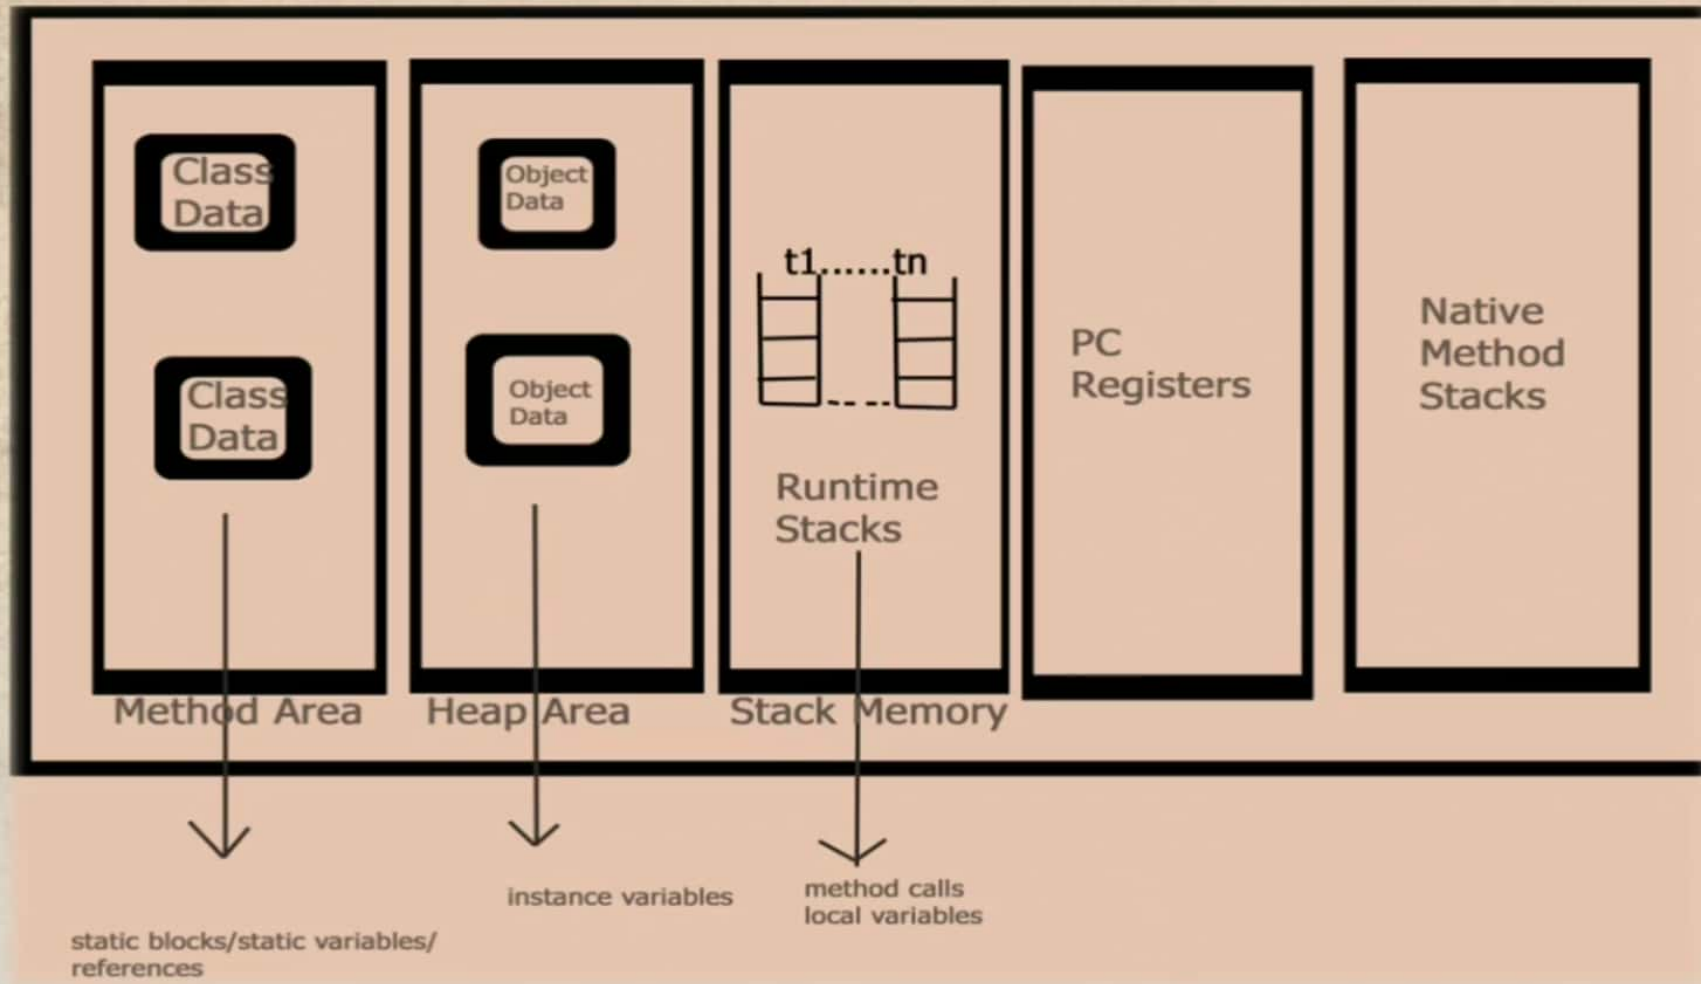 Class
Data
Class
Data
Method Area
Object
Data
Object
Data
Heap Area
t1.......tn
Runtime
Stacks
Stack Memory
PC
Registers
Native
Method
Stacks
static blocks/static variables/
references
instance variables
method calls
local variables